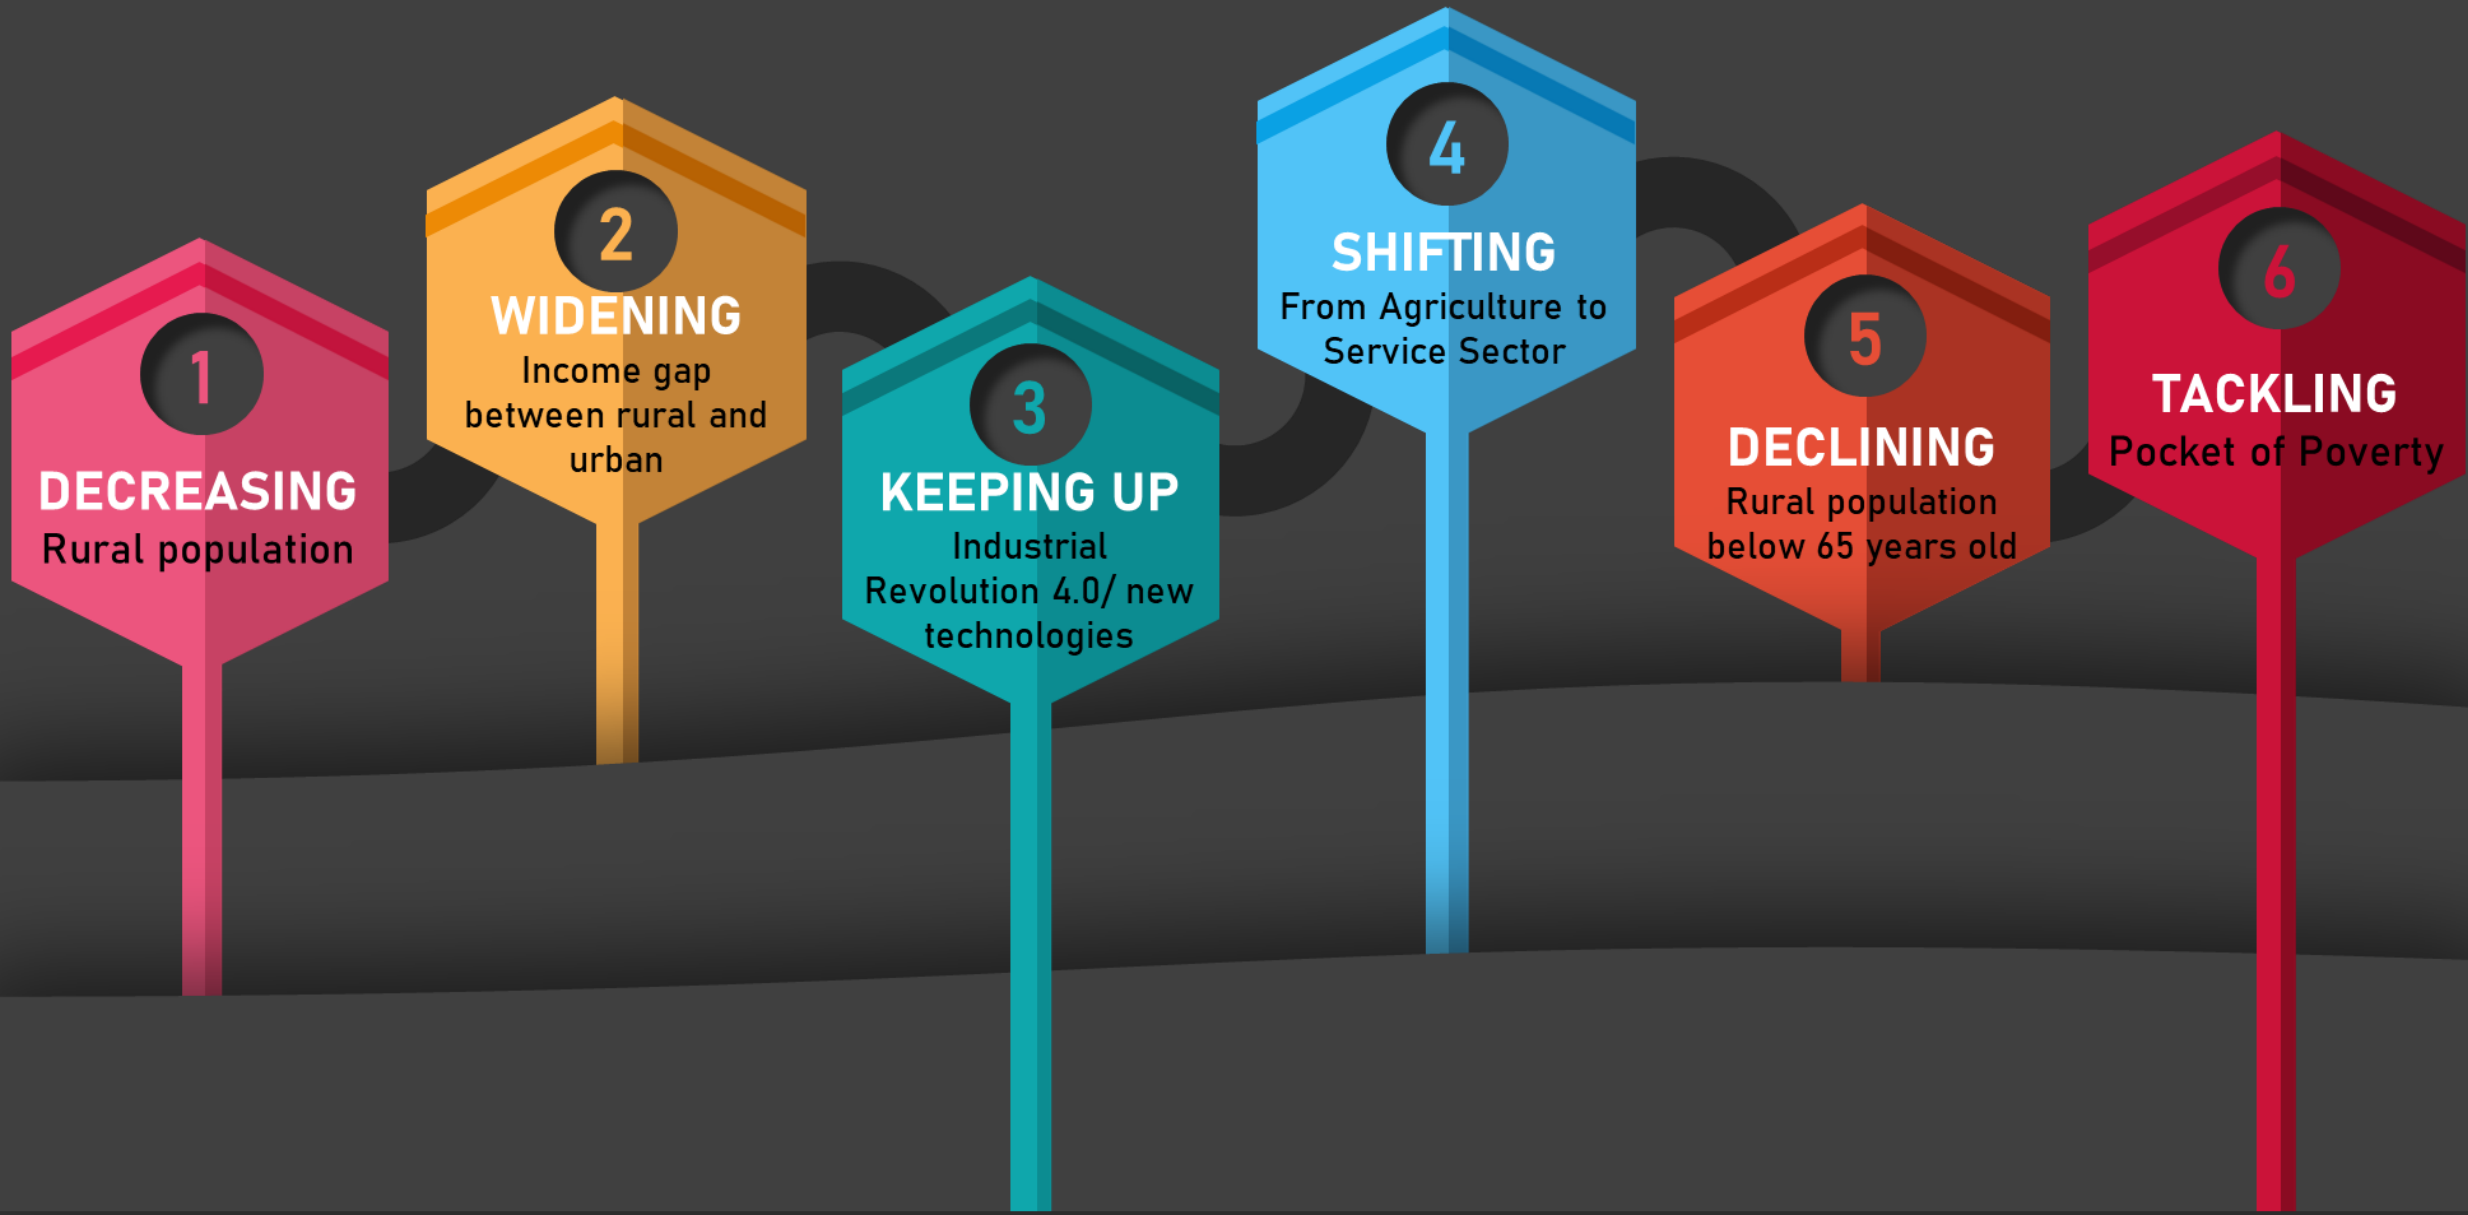 1
DECREASING
Rural population
2
WIDENING
Income gap
between rural and
urban
3
KEEPING UP
Industrial
Revolution 4.0/ new
technologies
4
SHIFTING
From Agriculture to
Service Sector
5
DECLINING
Rural population
below 65 years old
6
TACKLING
Pocket of Poverty